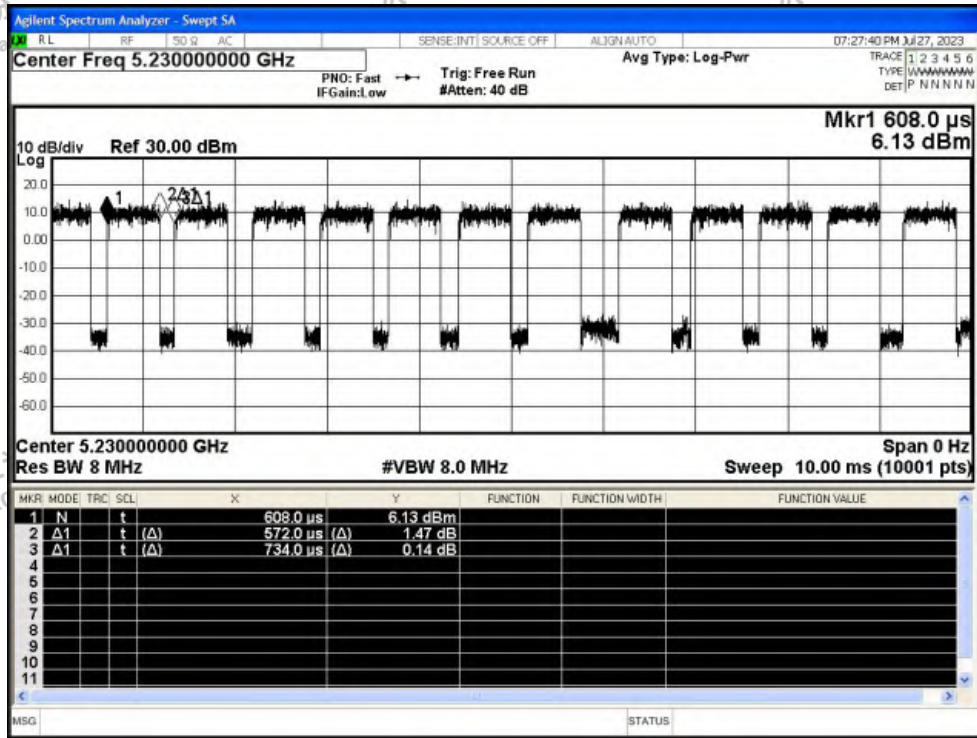 Agilent Spectrum Analyzer - Swept SA
RL RF 50 Ω AC SENSE:INT SOURCE OFF ALIGN AUTO 07:27:40 PM Jul 27, 2023
Center Freq 5.230000000 GHz
PNO: Fast
IFGain:Low
Trig: Free Run
#Atten: 40 dB
Avg Type: Log-Pwr
TRACE 1 2 3 4 5 6
TYPE WWWWWW
DET P N N N N N
Mkr1 608.0 µs
6.13 dBm
10 dB/div Ref 30.00 dBm
Log
20.0
10.0
0.00
-10.0
-20.0
-30.0
-40.0
-50.0
-60.0
1
2Δ1
3Δ1
Center 5.230000000 GHz Span 0 Hz
Res BW 8 MHz #VBW 8.0 MHz Sweep 10.00 ms (10001 pts)
MKR MODE TRC SCL X Y FUNCTION FUNCTION WIDTH FUNCTION VALUE
1 N t 608.0 µs 6.13 dBm
2 Δ1 t (Δ) 572.0 µs (Δ) 1.47 dB
3 Δ1 t (Δ) 734.0 µs (Δ) 0.14 dB
4
5
6
7
8
9
10
11
MSG STATUS